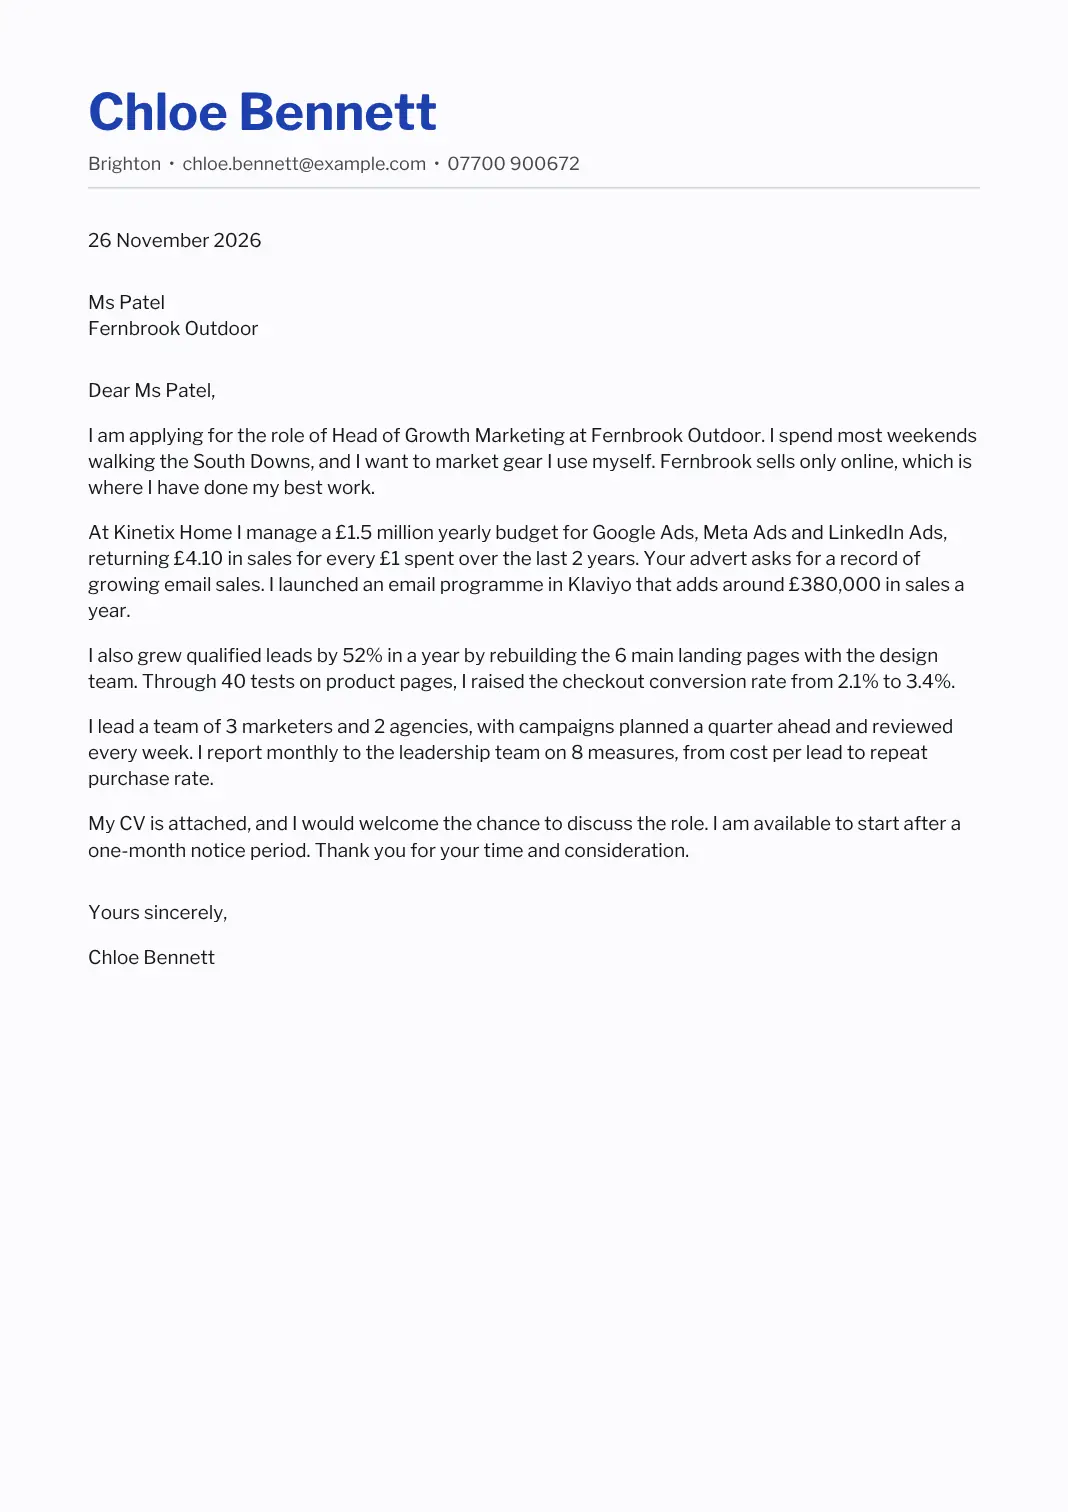 Chloe Bennett
Brighton • chloe.bennett@example.com • 07700 900672
26 November 2026
Ms Patel
Fernbrook Outdoor
Dear Ms Patel,
I am applying for the role of Head of Growth Marketing at Fernbrook Outdoor. I spend most weekends
walking the South Downs, and I want to market gear I use myself. Fernbrook sells only online, which is
where I have done my best work.
At Kinetix Home I manage a £1.5 million yearly budget for Google Ads, Meta Ads and LinkedIn Ads,
returning £4.10 in sales for every £1 spent over the last 2 years. Your advert asks for a record of
growing email sales. I launched an email programme in Klaviyo that adds around £380,000 in sales a
year.
I also grew qualified leads by 52% in a year by rebuilding the 6 main landing pages with the design
team. Through 40 tests on product pages, I raised the checkout conversion rate from 2.1% to 3.4%.
I lead a team of 3 marketers and 2 agencies, with campaigns planned a quarter ahead and reviewed
every week. I report monthly to the leadership team on 8 measures, from cost per lead to repeat
purchase rate.
My CV is attached, and I would welcome the chance to discuss the role. I am available to start after a
one-month notice period. Thank you for your time and consideration.
Yours sincerely,
Chloe Bennett